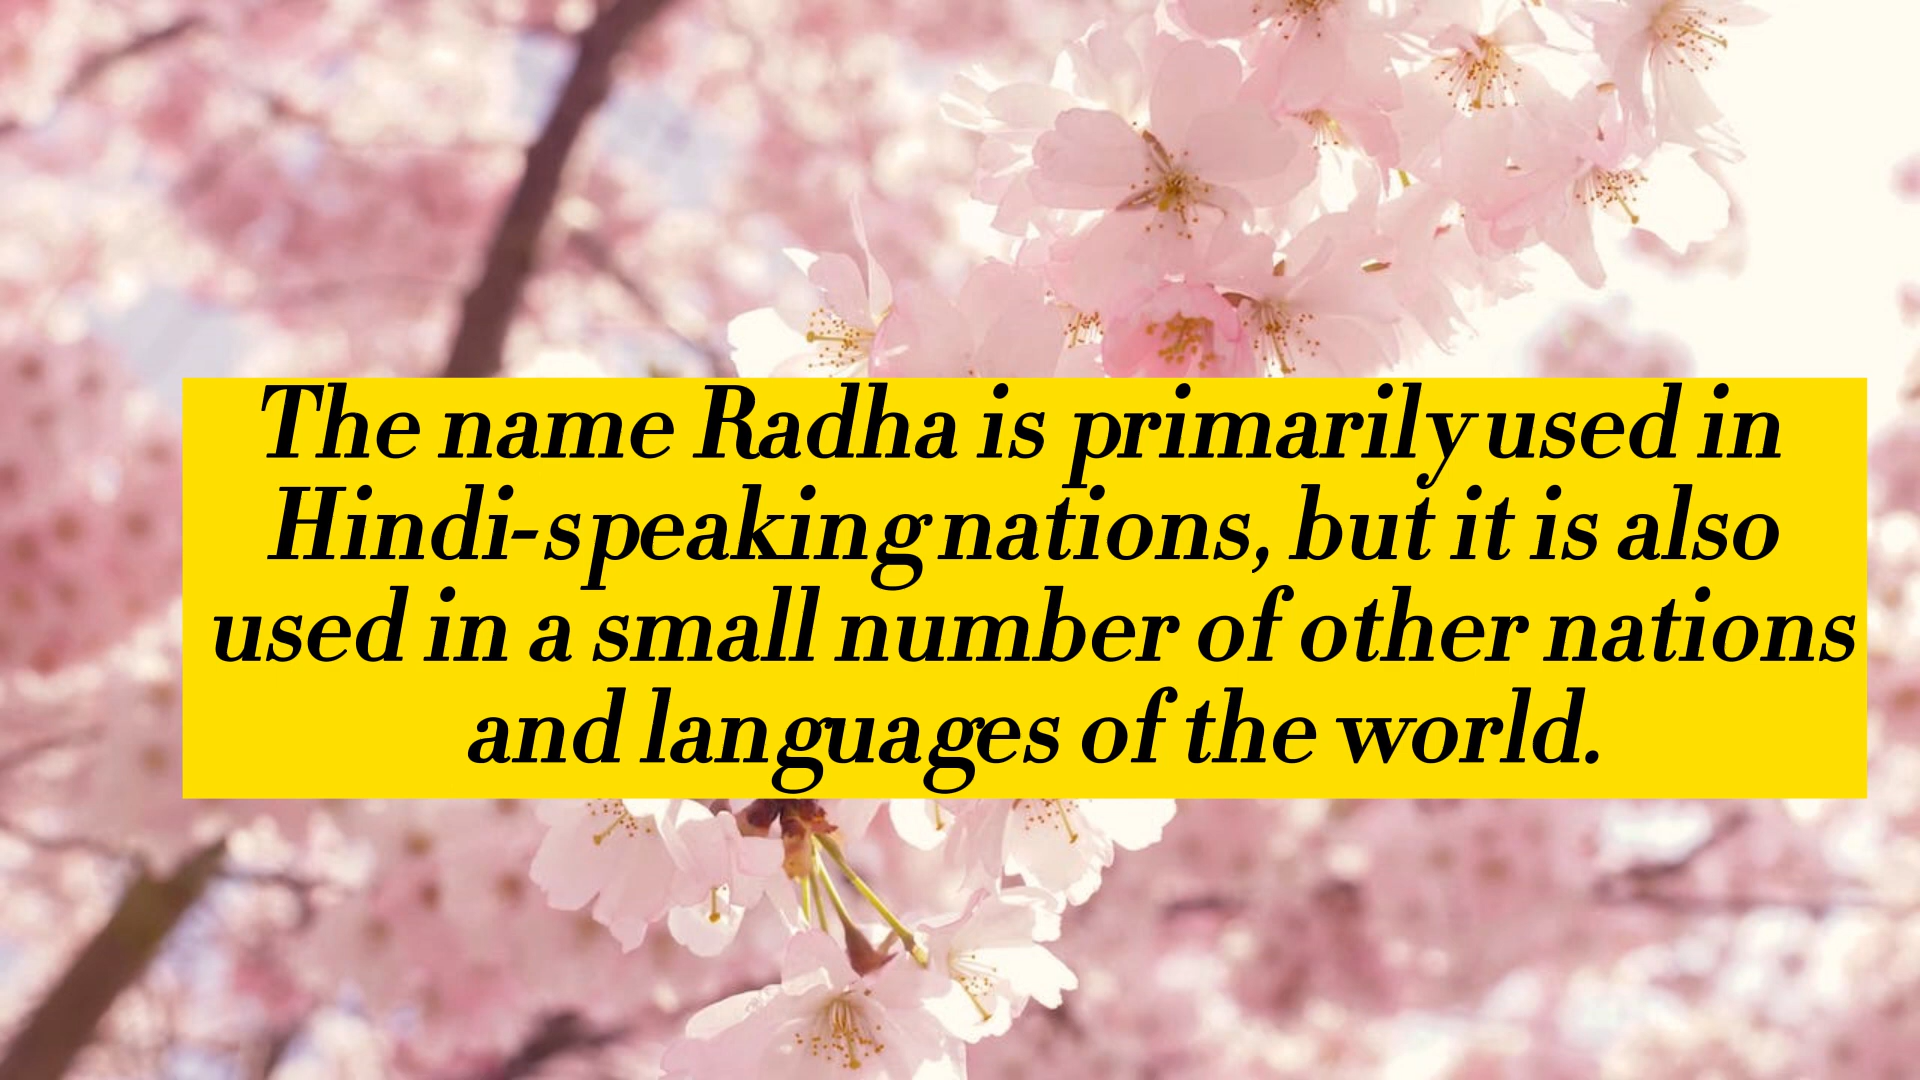 The name Radha is primarily used in
Hindi-speaking nations, but it is also
used in a small number of other nations
and languages of the world.